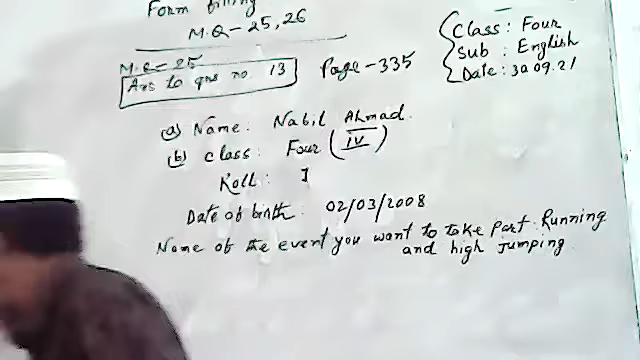 Form filling
M.Q-25,26
Class: Four
Sub: English
Date: 30.09.21
M.Q-25
Ans to qns no. 13
Page-335
(a) Name: Nabil Ahmad.
(b) Class: Four (IV)
Roll: 1
Date of birth: 02/03/2008
Name of the event you want to take part: Running
and high jumping